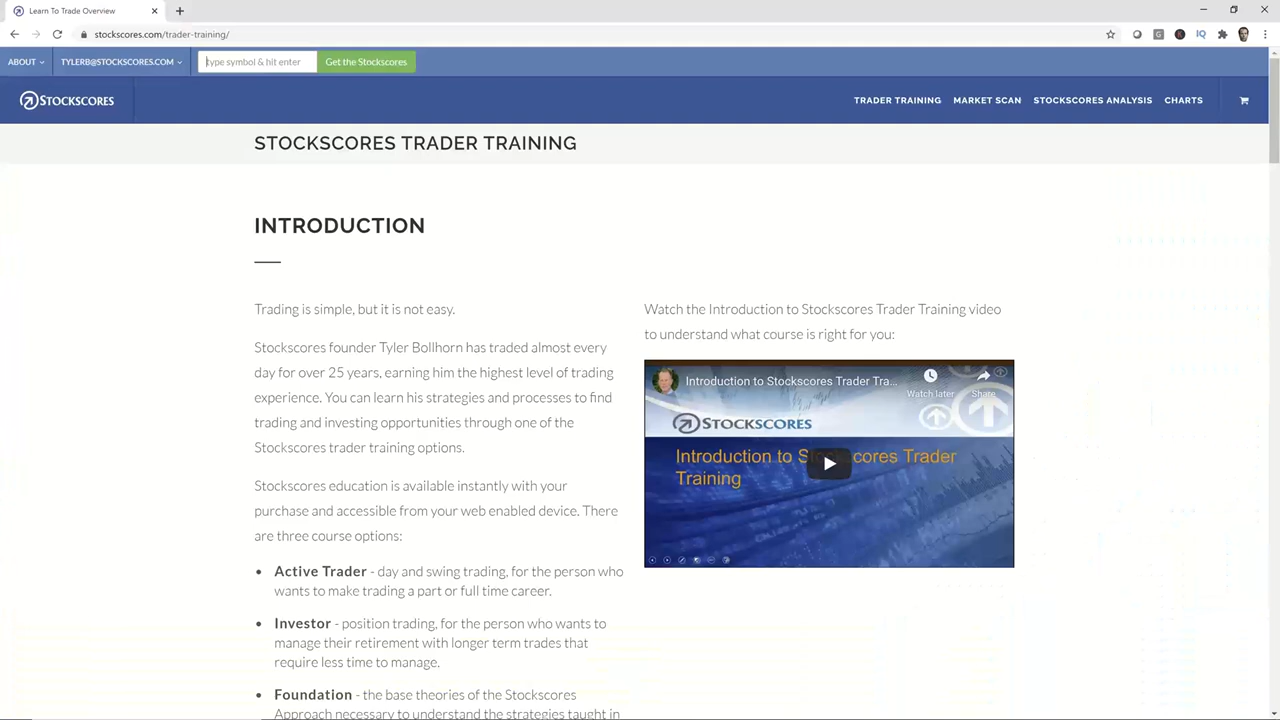 Learn To Trade Overview
stockscores.com/trader-training/
ABOUT
TYLERB@STOCKSCORES.COM
Type symbol & hit enter
Get the Stockscores
STOCKSCORES
TRADER TRAINING
MARKET SCAN
STOCKSCORES ANALYSIS
CHARTS
STOCKSCORES TRADER TRAINING
INTRODUCTION
Trading is simple, but it is not easy.
Stockscores founder Tyler Bollhorn has traded almost every
day for over 25 years, earning him the highest level of trading
experience. You can learn his strategies and processes to find
trading and investing opportunities through one of the
Stockscores trader training options.
Stockscores education is available instantly with your
purchase and accessible from your web enabled device. There
are three course options:
• Active Trader - day and swing trading, for the person who
wants to make trading a part or full time career.
• Investor - position trading, for the person who wants to
manage their retirement with longer term trades that
require less time to manage.
• Foundation - the base theories of the Stockscores
Approach necessary to understand the strategies taught in
Watch the Introduction to Stockscores Trader Training video
to understand what course is right for you:
Introduction to Stockscores Trader Tra...
Watch later
Share
STOCKSCORES
Introduction to Stockscores Trader
Training